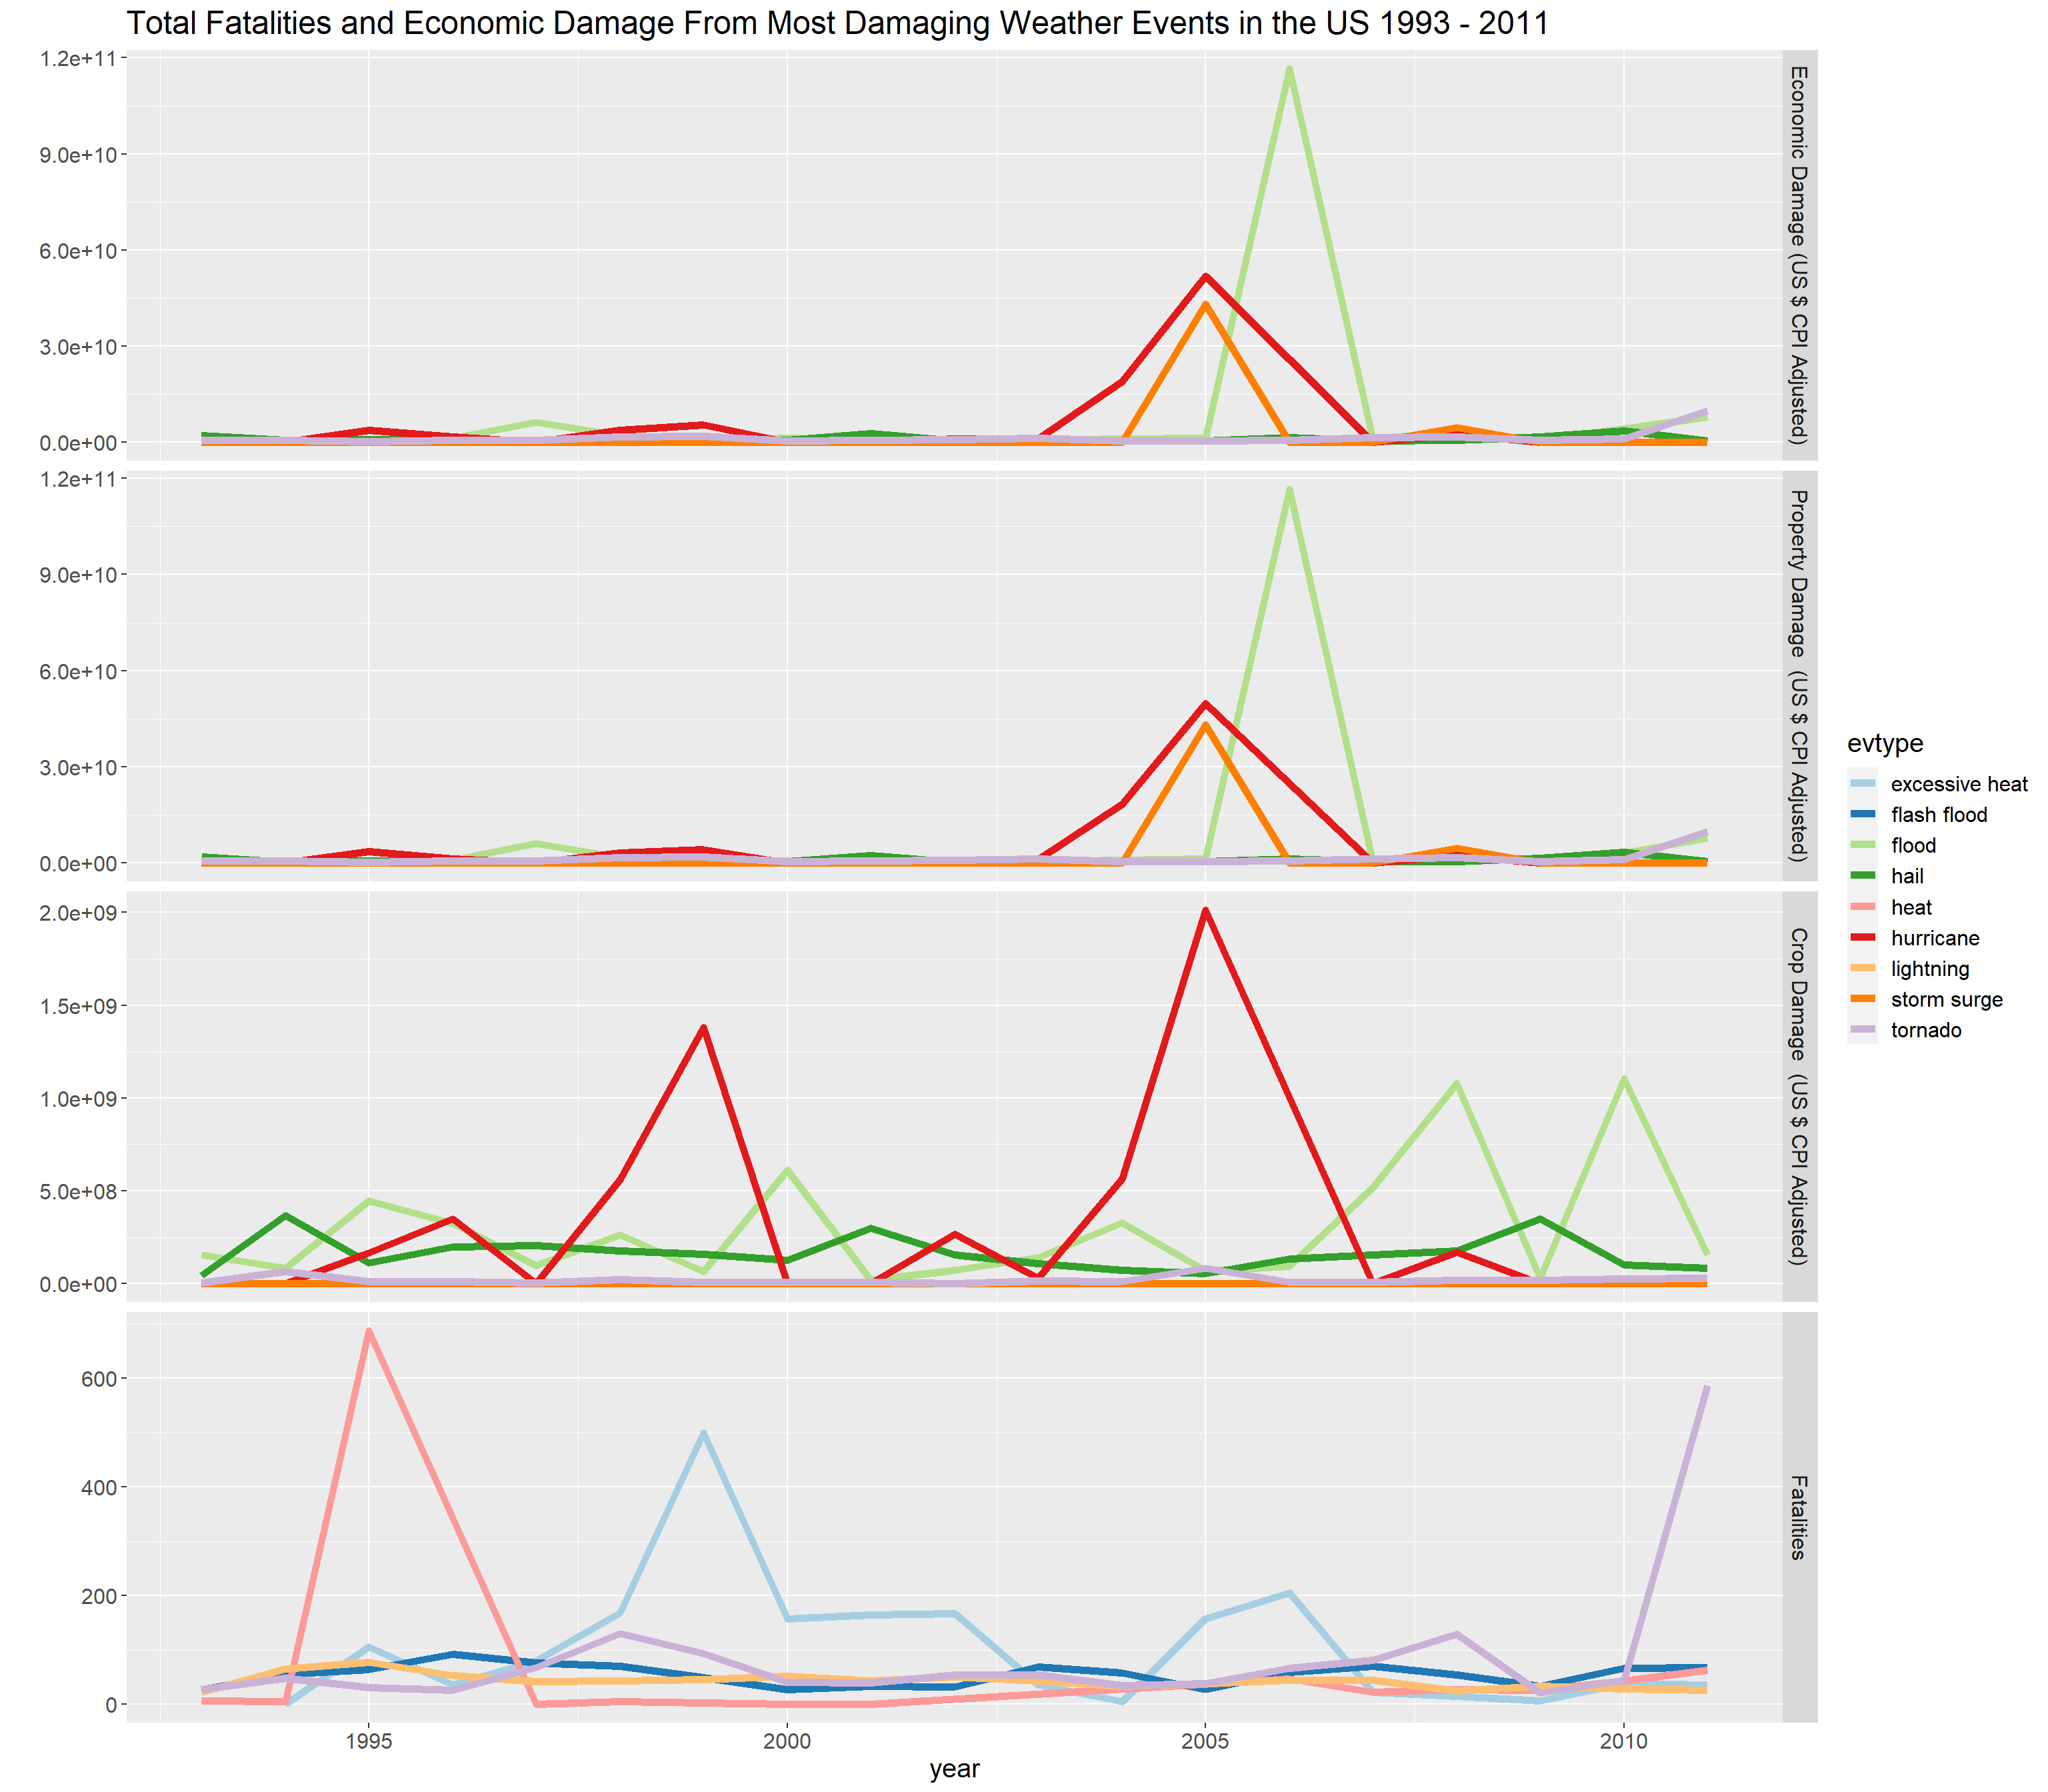 Total Fatalities and Economic Damage From Most Damaging Weather Events in the US 1993 - 2011
1.2e+11
9.0e+10
6.0e+10
3.0e+10
0.0e+00
Economic Damage (US $ CPI Adjusted)
1.2e+11
9.0e+10
6.0e+10
3.0e+10
0.0e+00
Property Damage (US $ CPI Adjusted)
2.0e+09
1.5e+09
1.0e+09
5.0e+08
0.0e+00
Crop Damage (US $ CPI Adjusted)
600
400
200
0
Fatalities
1995
2000
2005
2010
year
evtype
excessive heat
flash flood
flood
hail
heat
hurricane
lightning
storm surge
tornado